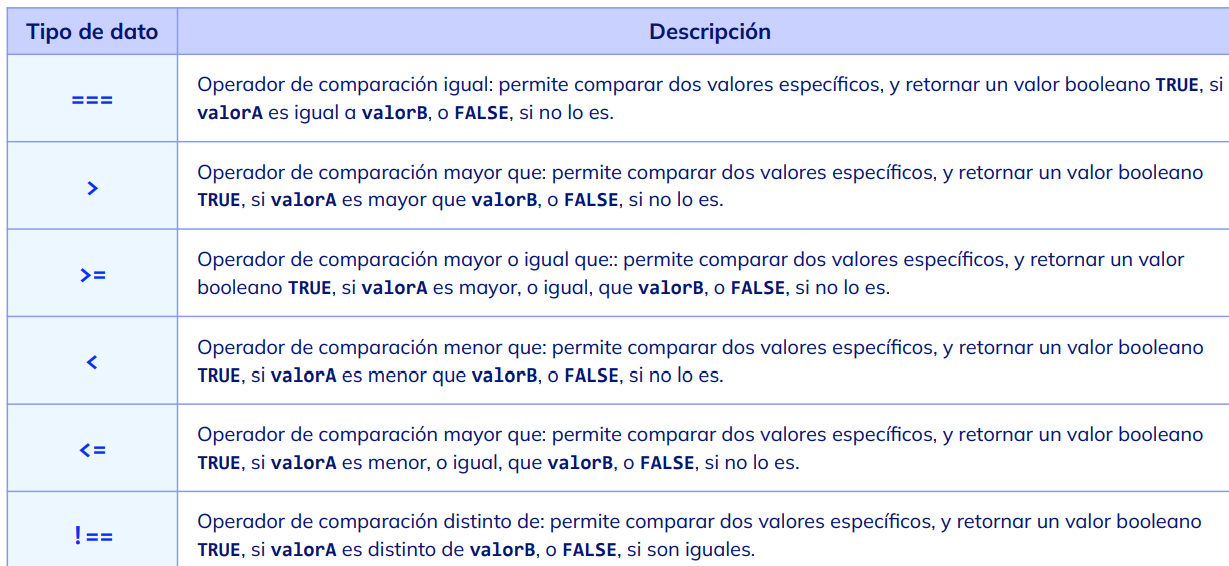 Tipo de dato
Descripción
===
Operador de comparación igual: permite comparar dos valores específicos, y retornar un valor booleano TRUE, si
valorA es igual a valorB, o FALSE, si no lo es.
>
Operador de comparación mayor que: permite comparar dos valores específicos, y retornar un valor booleano
TRUE, si valorA es mayor que valorB, o FALSE, si no lo es.
>=
Operador de comparación mayor o igual que:: permite comparar dos valores específicos, y retornar un valor
booleano TRUE, si valorA es mayor, o igual, que valorB, o FALSE, si no lo es.
<
Operador de comparación menor que: permite comparar dos valores específicos, y retornar un valor booleano
TRUE, si valorA es menor que valorB, o FALSE, si no lo es.
<=
Operador de comparación mayor que: permite comparar dos valores específicos, y retornar un valor booleano
TRUE, si valorA es menor, o igual, que valorB, o FALSE, si no lo es.
!==
Operador de comparación distinto de: permite comparar dos valores específicos, y retornar un valor booleano
TRUE, si valorA es distinto de valorB, o FALSE, si son iguales.